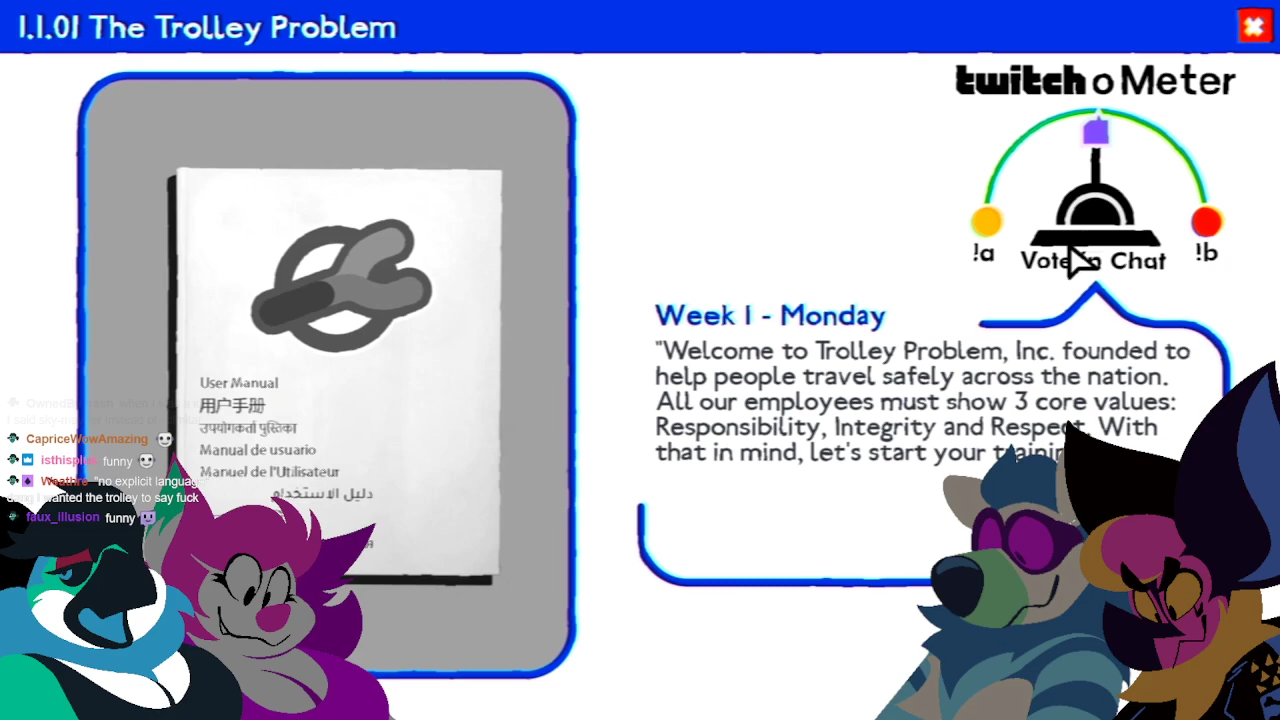 1.1.01 The Trolley Problem
twitch o Meter
!a
Vote in Chat
!b
Week 1 - Monday
"Welcome to Trolley Problem, Inc. founded to
help people travel safely across the nation.
All our employees must show 3 core values:
Responsibility, Integrity and Respect. With
that in mind, let's start your
User Manual
用户手册
उपयोगकर्ता पुस्तिका
Manual de usuario
Manuel de l'Utilisateur
دليل الاستخدام
CapriceWowAmazing
funny
Weathre "no explicit language"
dang I wanted the trolley to say fuck
faux_illusion funny